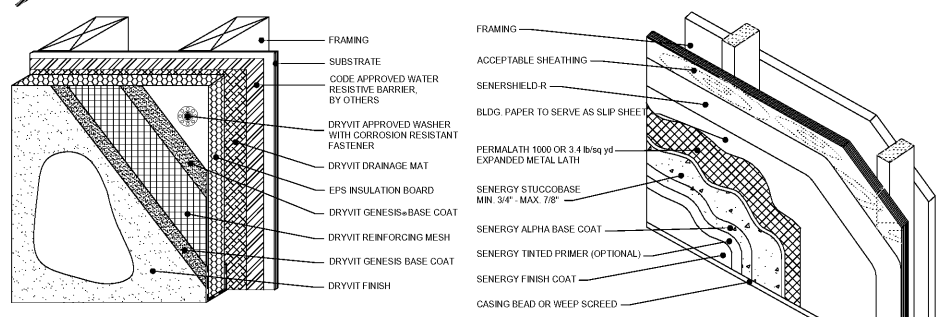 FRAMING
SUBSTRATE
CODE APPROVED WATER
RESISTIVE BARRIER,
BY OTHERS
DRYVIT APPROVED WASHER
WITH CORROSION RESISTANT
FASTENER
DRYVIT DRAINAGE MAT
EPS INSULATION BOARD
DRYVIT GENESIS® BASE COAT
DRYVIT REINFORCING MESH
DRYVIT GENESIS BASE COAT
DRYVIT FINISH
FRAMING
ACCEPTABLE SHEATHING
SENERSHIELD-R
BLDG. PAPER TO SERVE AS SLIP SHEET
PERMALATH 1000 OR 3.4 lb/sq yd
EXPANDED METAL LATH
SENERGY STUCCOBASE
MIN. 3/4" - MAX. 7/8"
SENERGY ALPHA BASE COAT
SENERGY TINTED PRIMER (OPTIONAL)
SENERGY FINISH COAT
CASING BEAD OR WEEP SCREED